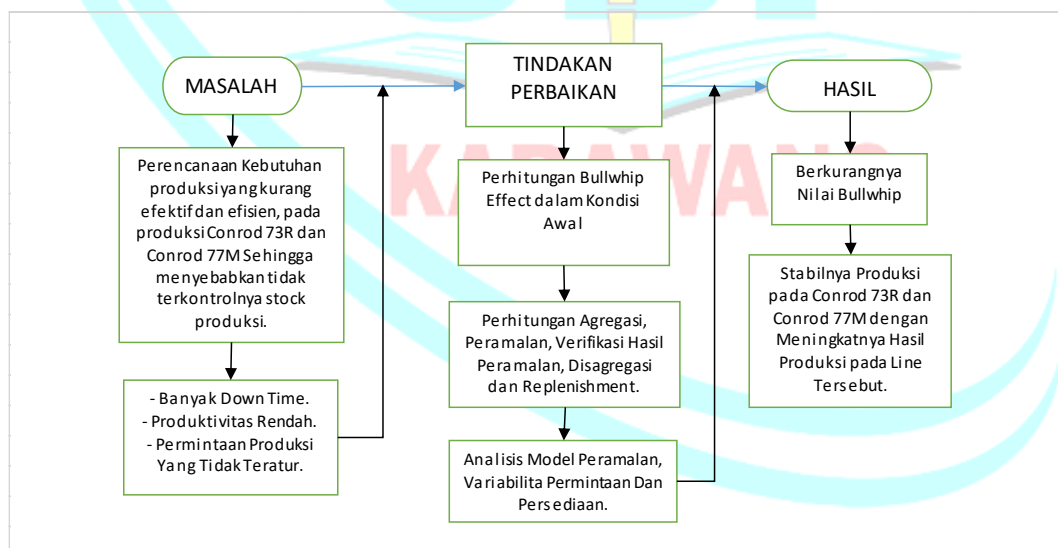 MASALAH
Perencanaan Kebutuhan
produksi yang kurang
efektif dan efisien, pada
produksi Conrod 73R dan
Conrod 77M Sehingga
menyebabkan tidak
terkontrolnya stock
produksi.
- Banyak Down Time.
- Produktivitas Rendah.
- Permintaan Produksi
Yang Tidak Teratur.
TINDAKAN
PERBAIKAN
Perhitungan Bullwhip
Effect dalam Kondisi
Awal
Perhitungan Agregasi,
Peramalan, Verifikasi Hasil
Peramalan, Disagregasi
dan Replenishment.
Analisis Model Peramalan,
Variabilita Permintaan Dan
Persediaan.
HASIL
Berkurangnya
Nilai Bullwhip
Stabilnya Produksi
pada Conrod 73R dan
Conrod 77M dengan
Meningkatnya Hasil
Produksi pada Line
Tersebut.